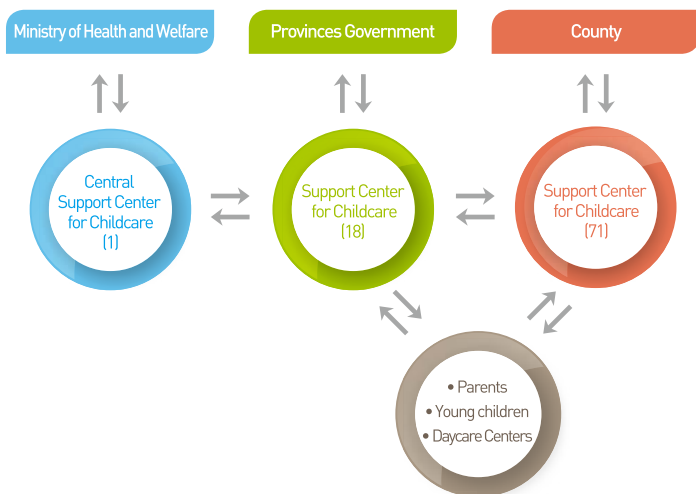 Ministry of Health and Welfare
Provinces Government
County
Central
Support Center
for Childcare
(1)
Support Center
for Childcare
(18)
Support Center
for Childcare
(71)
• Parents
• Young children
• Daycare Centers